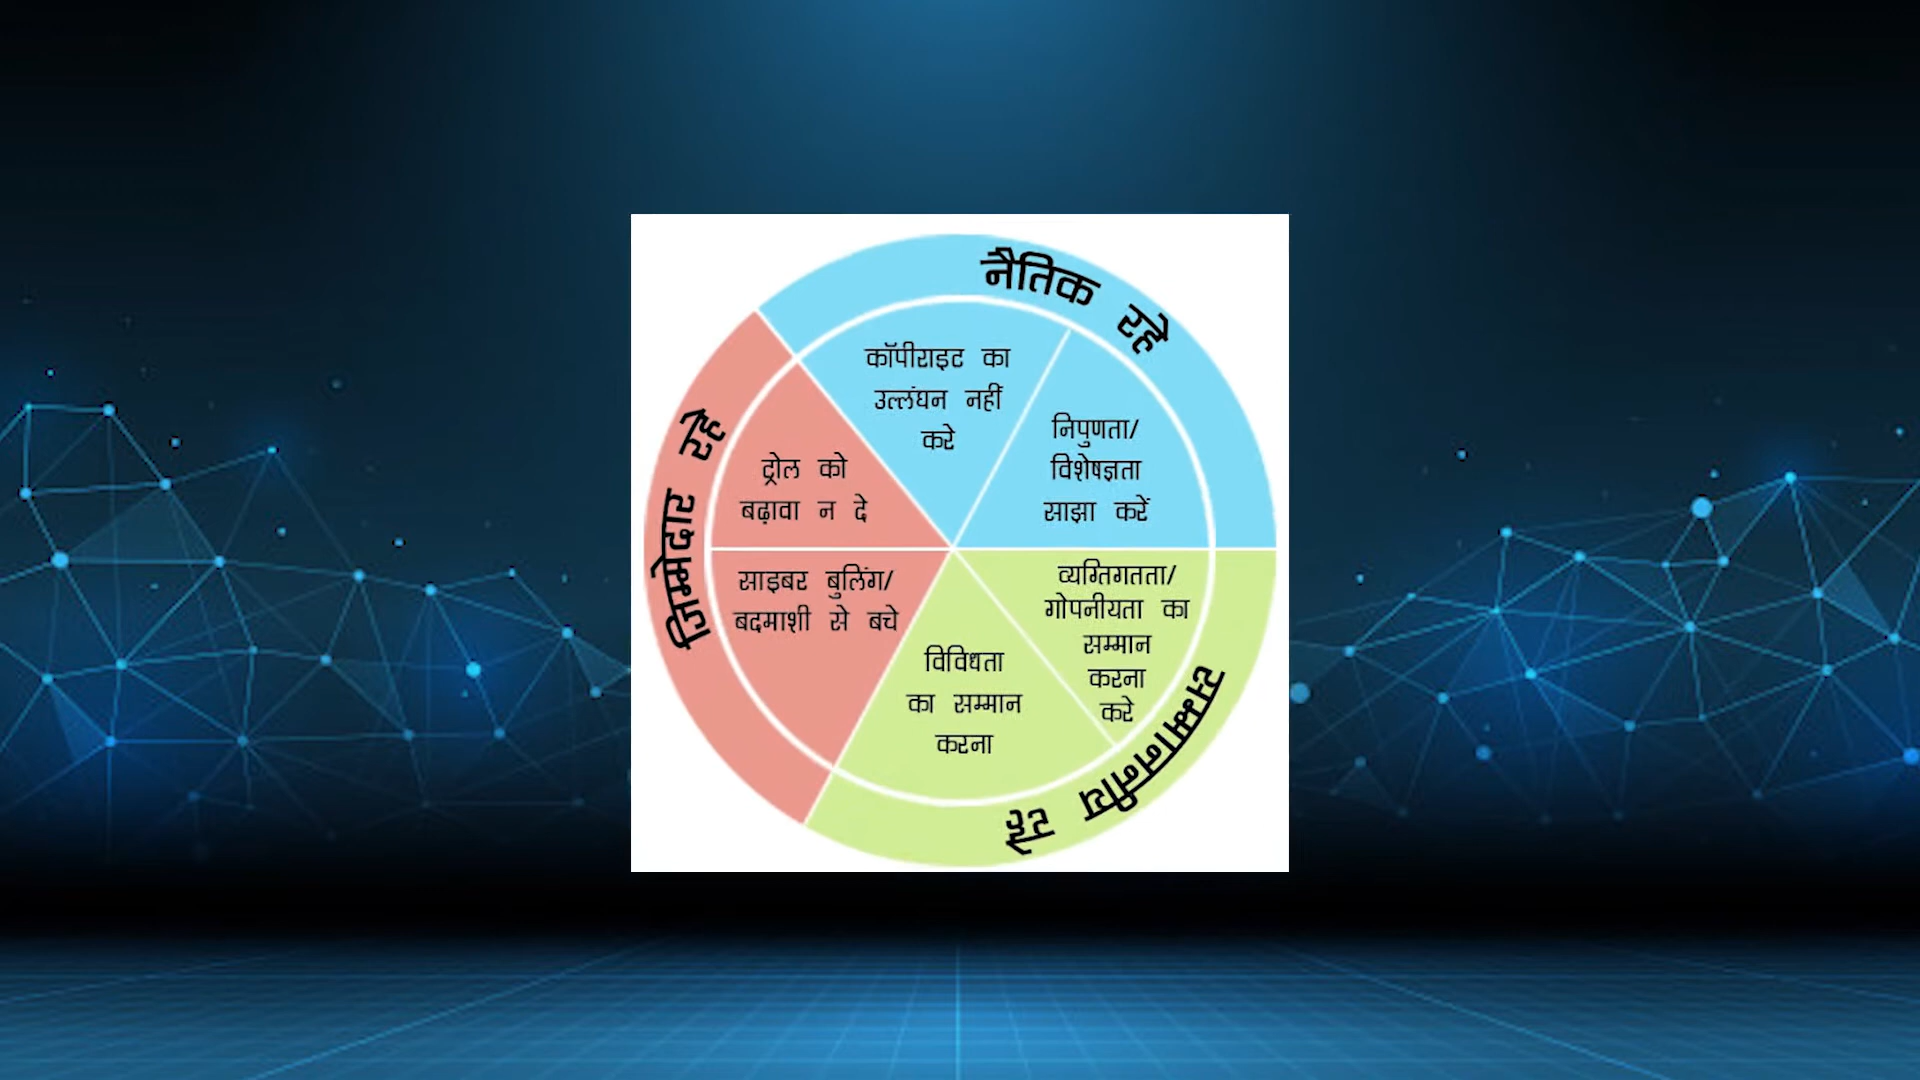 नैतिक रहे
कॉपीराइट का
उल्लंघन नहीं
करे
निपुणता/
विशेषज्ञता
साझा करें
जिम्मेदार रहे
ट्रोल को
बढ़ावा न दे
साइबर बुलिंग/
बदमाशी से बचे
व्यग्तिगतता/
गोपनीयता का
सम्मान
करना
करे
विविधता
का सम्मान
करना
सम्माननीय रहे